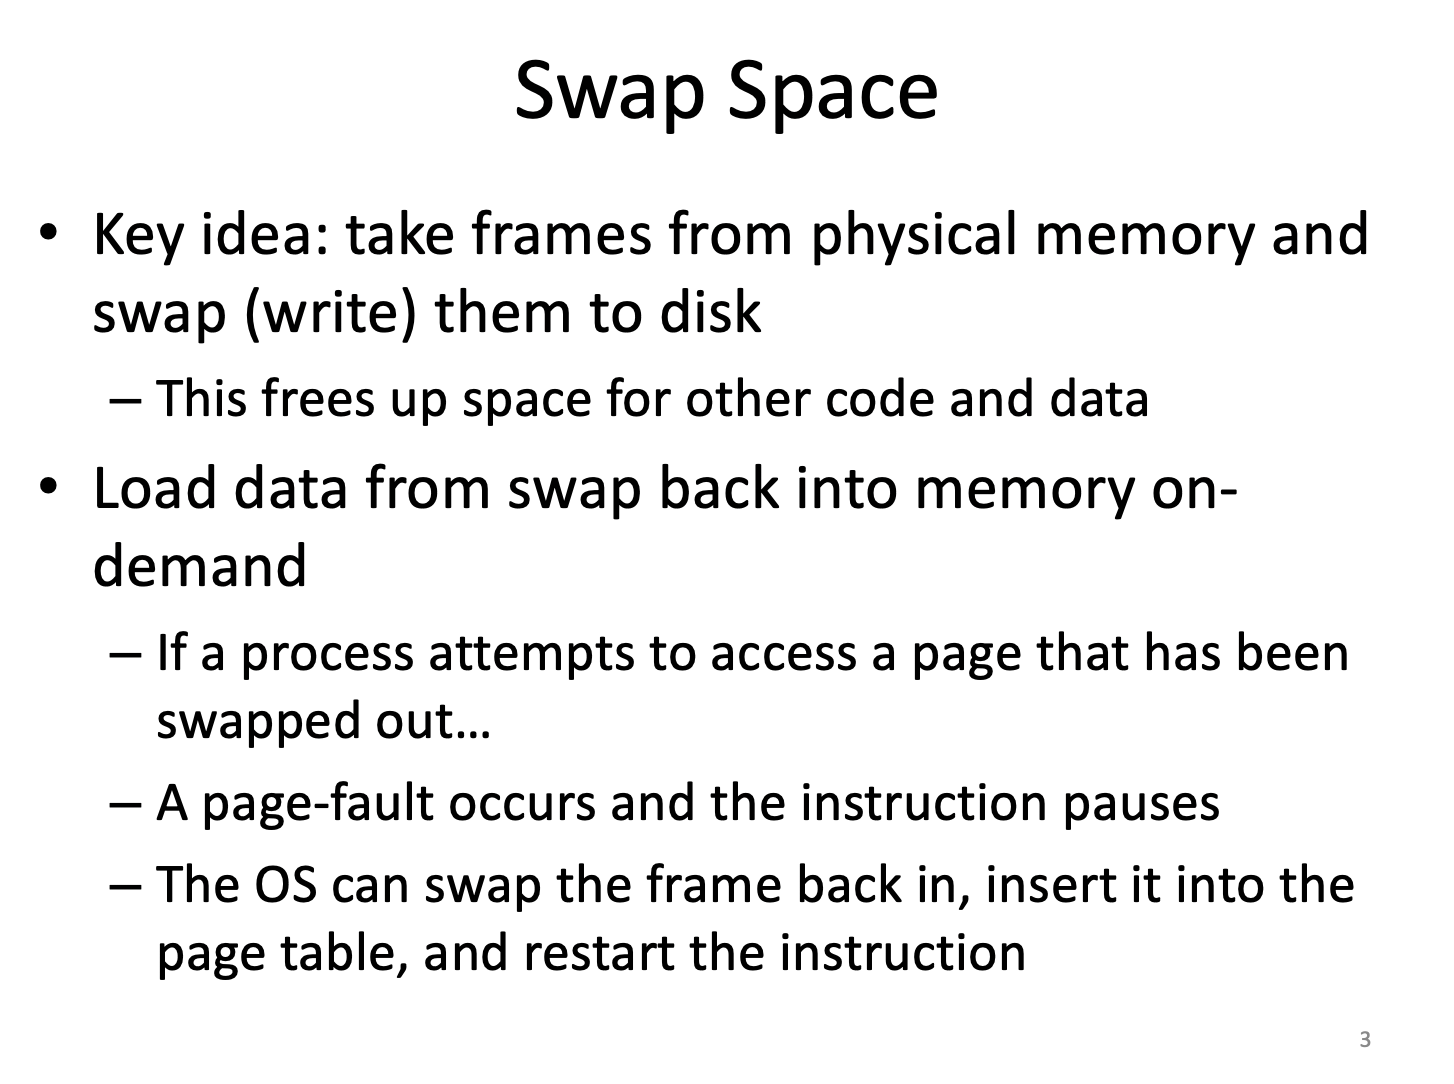 Swap Space
• Key idea: take frames from physical memory and
swap (write) them to disk
– This frees up space for other code and data
• Load data from swap back into memory on-
demand
– If a process attempts to access a page that has been
swapped out…
– A page-fault occurs and the instruction pauses
– The OS can swap the frame back in, insert it into the
page table, and restart the instruction
3